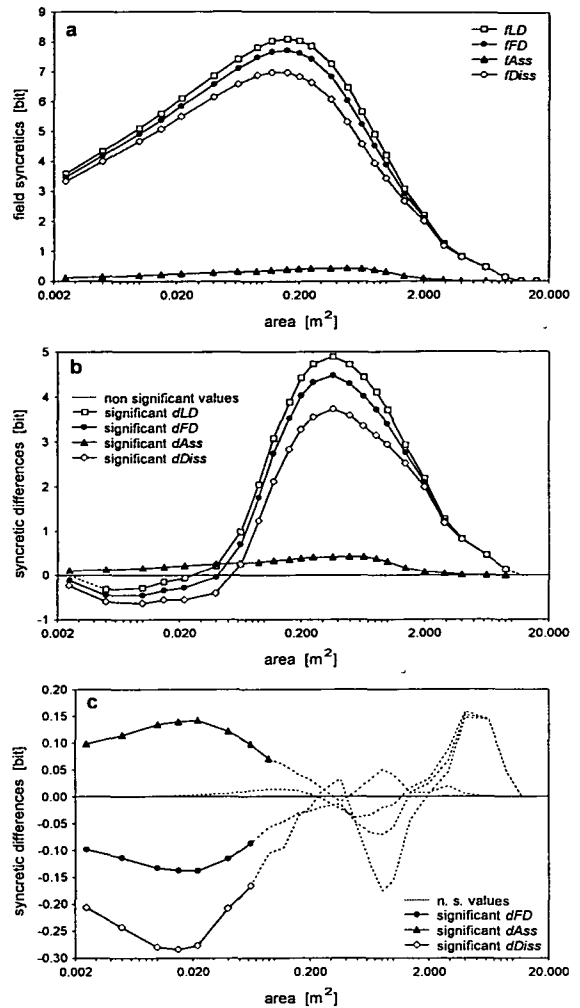 a
9
8
7
6
5
4
3
2
1
0
field syncretics [bit]
fLD
fFD
fAss
fDiss
0.002 0.020 0.200 2.000 20.000
area [m²]
b
5
4
3
2
1
0
-1
syncretic differences [bit]
non significant values
significant dLD
significant dFD
significant dAss
significant dDiss
0.002 0.020 0.200 2.000 20.000
area [m²]
c
0.20
0.15
0.10
0.05
0.00
-0.05
-0.10
-0.15
-0.20
-0.25
-0.30
syncretic differences [bit]
n. s. values
significant dFD
significant dAss
significant dDiss
0.002 0.020 0.200 2.000 20.000
area [m²]